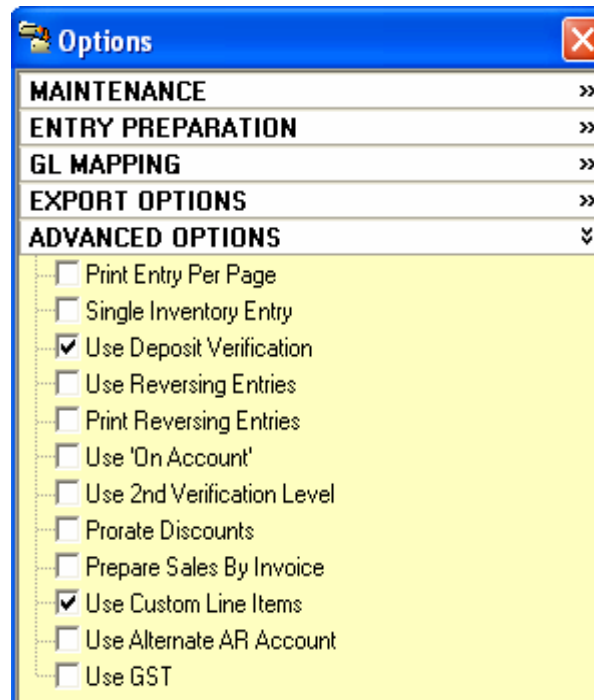 Options
MAINTENANCE »
ENTRY PREPARATION »
GL MAPPING »
EXPORT OPTIONS »
ADVANCED OPTIONS
Print Entry Per Page
Single Inventory Entry
Use Deposit Verification
Use Reversing Entries
Print Reversing Entries
Use 'On Account'
Use 2nd Verification Level
Prorate Discounts
Prepare Sales By Invoice
Use Custom Line Items
Use Alternate AR Account
Use GST